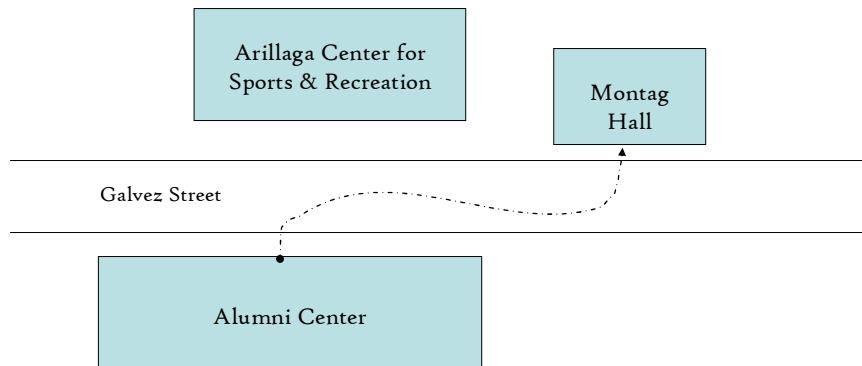 Arillaga Center for
Sports & Recreation
Montag
Hall
Galvez Street
Alumni Center